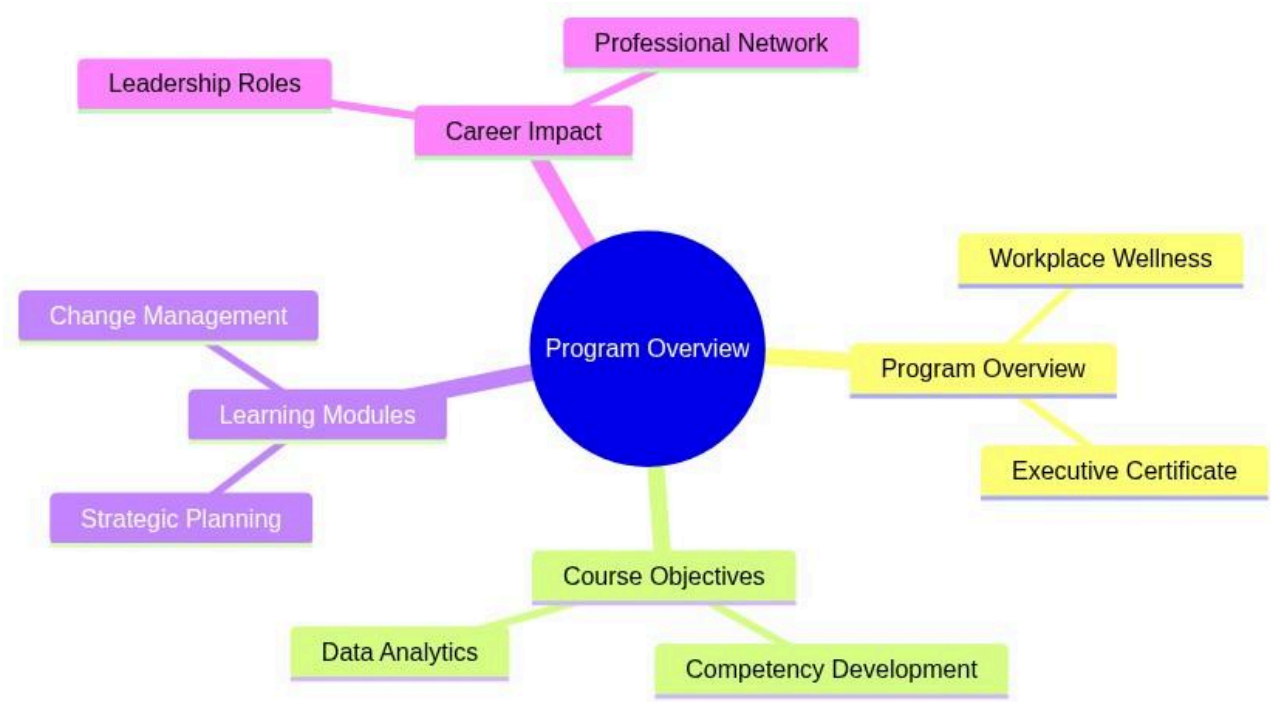 Professional Network
Leadership Roles
Career Impact
Workplace Wellness
Change Management
Program Overview
Program Overview
Learning Modules
Executive Certificate
Strategic Planning
Course Objectives
Data Analytics
Competency Development